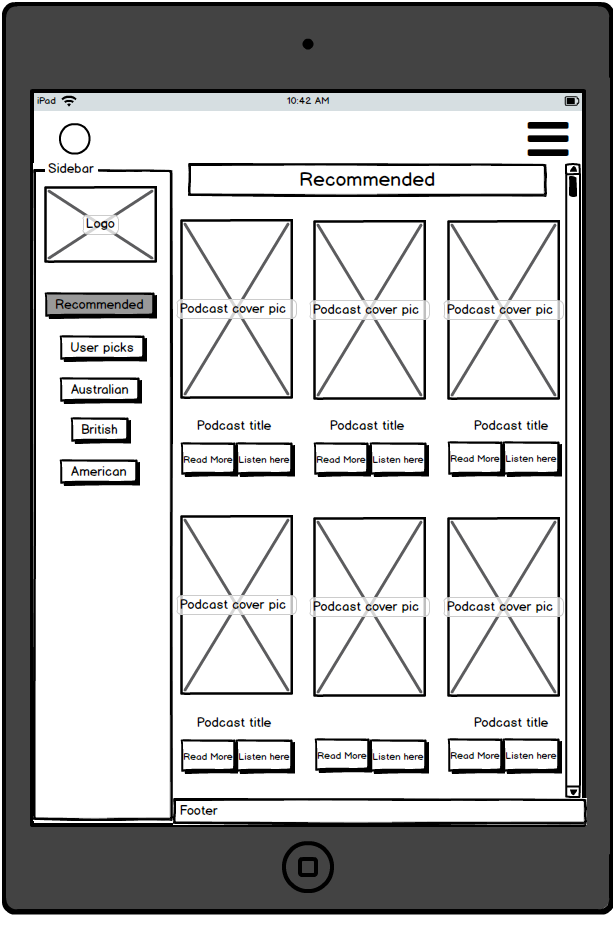 iPad
10:42 AM
Sidebar
Logo
Recommended
User picks
Australian
British
American
Recommended
Podcast cover pic
Podcast cover pic
Podcast cover pic
Podcast title
Podcast title
Podcast title
Read More
Listen here
Read More
Listen here
Read More
Listen here
Podcast cover pic
Podcast cover pic
Podcast cover pic
Podcast title
Podcast title
Read More
Listen here
Read More
Listen here
Read More
Listen here
Footer